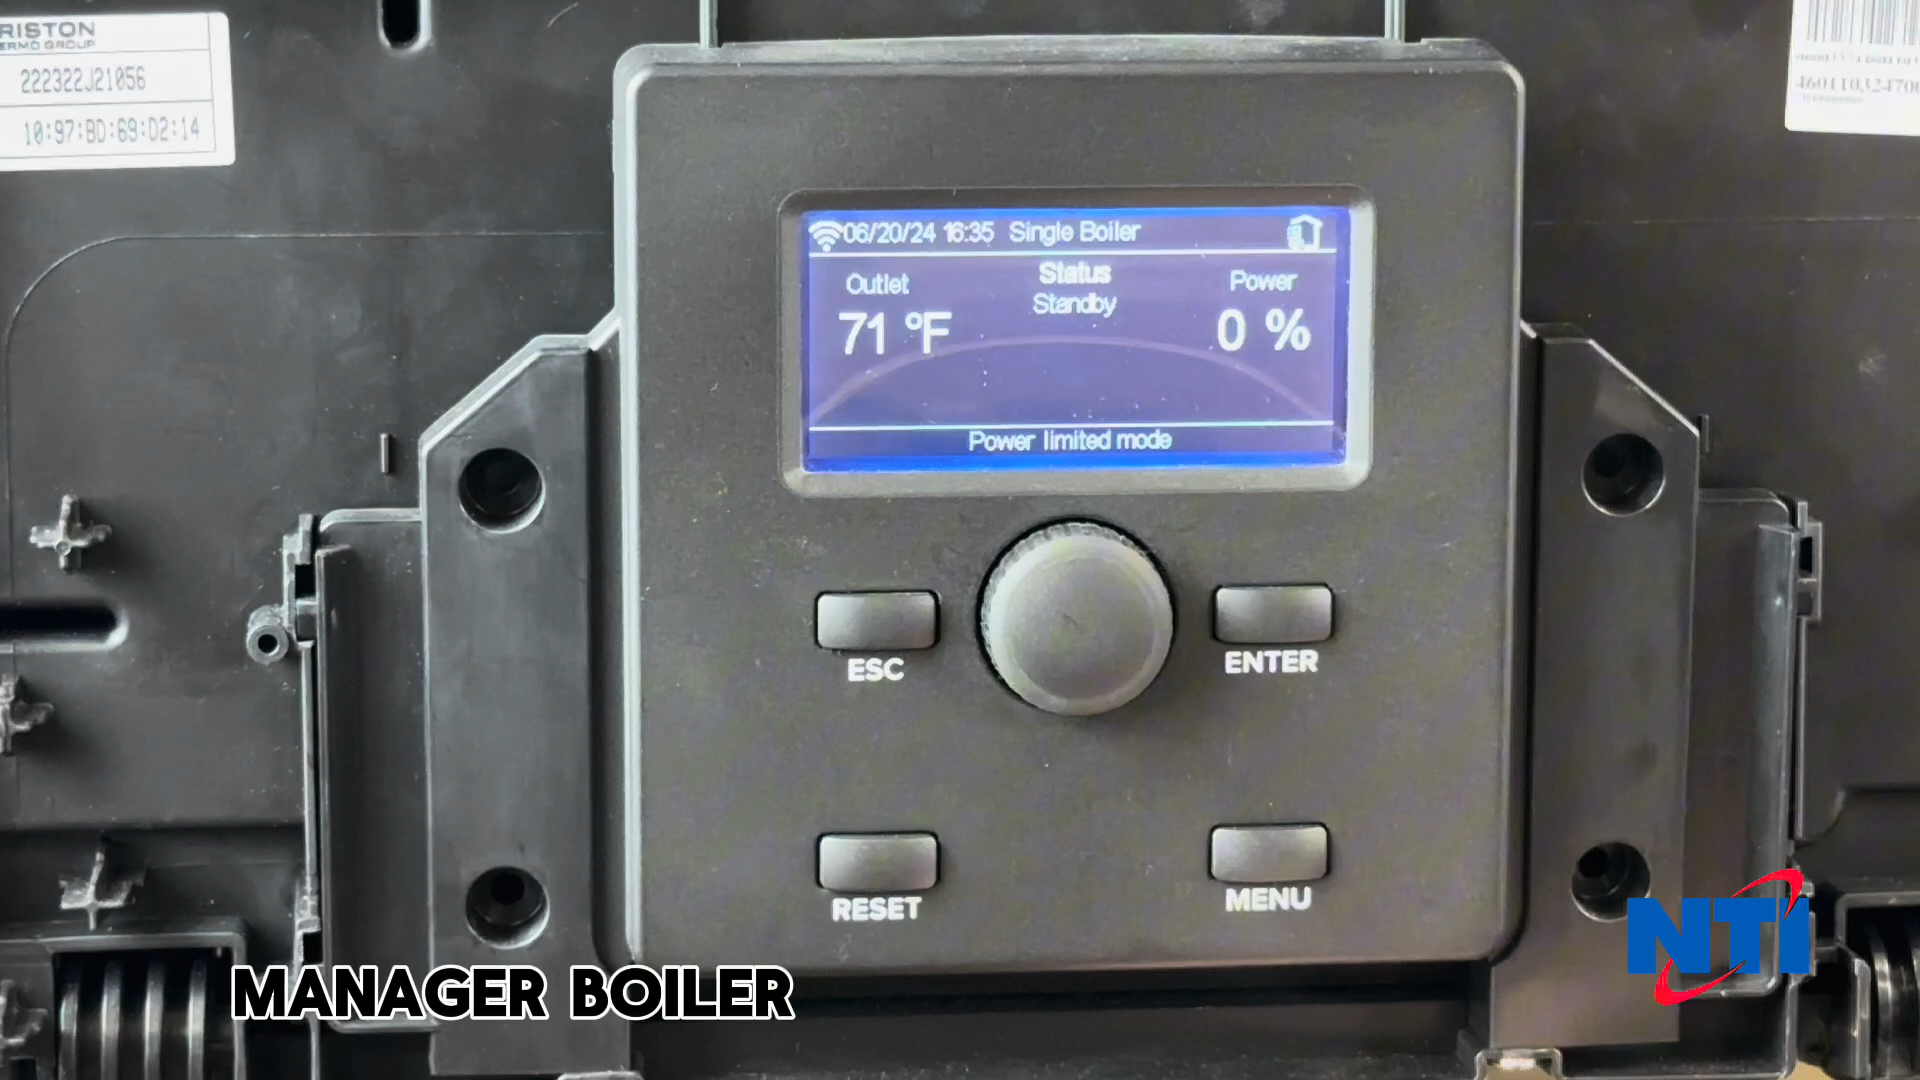 RISTON
ERMO GROUP
222322J21056
10:97:BD:69:D2:14
06/20/24 16:35 Single Boiler
Outlet
Status
Power
Standby
71 °F
0 %
Power limited mode
ESC
ENTER
RESET
MENU
NTI
MANAGER BOILER